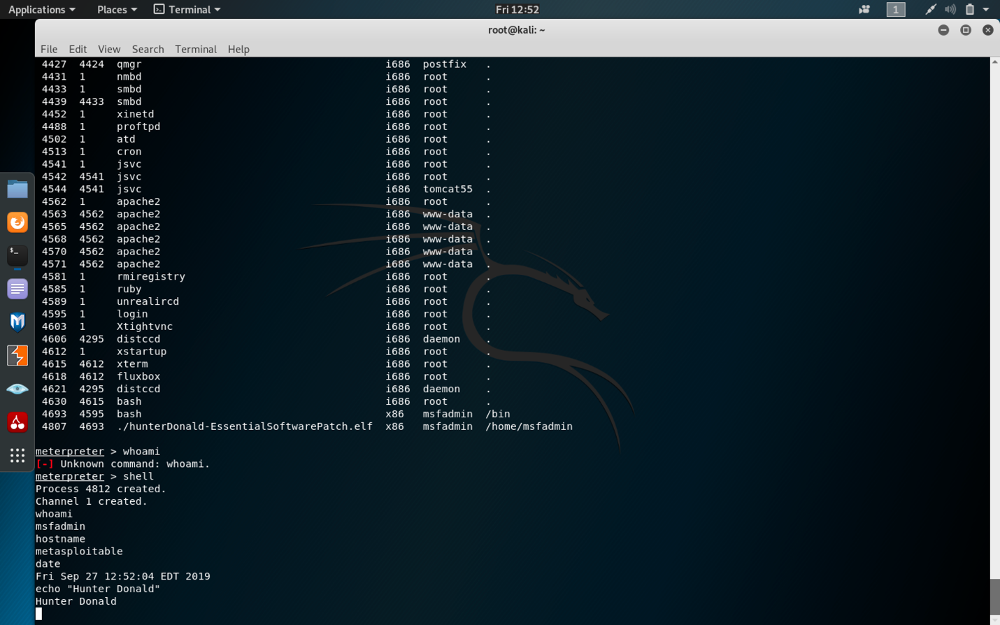 Applications Places Terminal Fri 12:52 1
root@kali: ~
File Edit View Search Terminal Help
4427 4424 qmgr i686 postfix .
4431 1 nmbd i686 root .
4433 1 smbd i686 root .
4439 4433 smbd i686 root .
4452 1 xinetd i686 root .
4488 1 proftpd i686 root .
4502 1 atd i686 root .
4513 1 cron i686 root .
4541 1 jsvc i686 root .
4542 4541 jsvc i686 root .
4544 4541 jsvc i686 tomcat55 .
4562 1 apache2 i686 root .
4563 4562 apache2 i686 www-data .
4565 4562 apache2 i686 www-data .
4568 4562 apache2 i686 www-data .
4570 4562 apache2 i686 www-data .
4571 4562 apache2 i686 www-data .
4581 1 rmiregistry i686 root .
4585 1 ruby i686 root .
4589 1 unrealircd i686 root .
4595 1 login i686 root .
4603 1 Xtightvnc i686 root .
4606 4295 distccd i686 daemon .
4612 1 xstartup i686 root .
4615 4612 xterm i686 root .
4618 4612 fluxbox i686 root .
4621 4295 distccd i686 daemon .
4630 4615 bash i686 root .
4693 4595 bash x86 msfadmin /bin
4807 4693 ./hunterDonald-EssentialSoftwarePatch.elf x86 msfadmin /home/msfadmin
meterpreter > whoami
[-] Unknown command: whoami.
meterpreter > shell
Process 4812 created.
Channel 1 created.
whoami
msfadmin
hostname
metasploitable
date
Fri Sep 27 12:52:04 EDT 2019
echo "Hunter Donald"
Hunter Donald